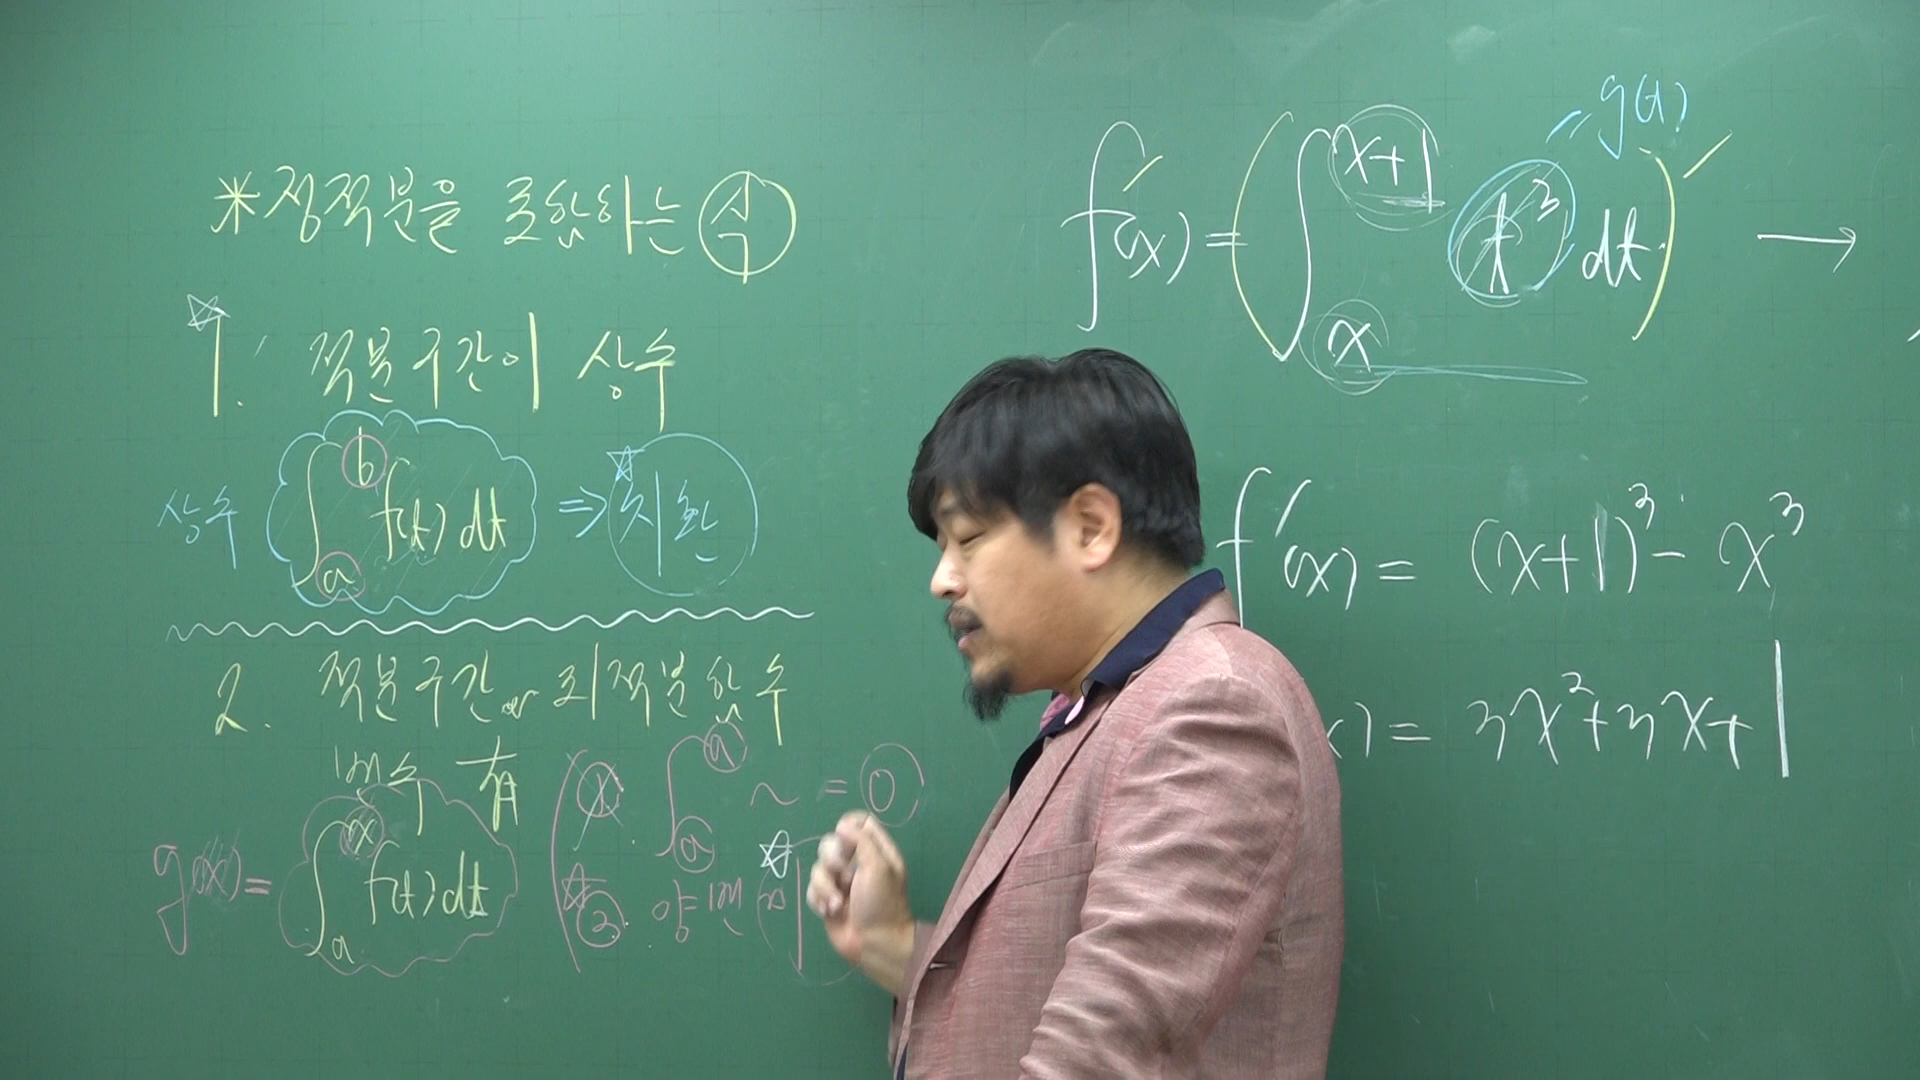 *정적분을 포함하는 식
1. 적분구간이 상수
상수 ∫_a^b f(t)dt ⇒ 치환
2. 적분구간 or 피적분함수
변수 有
g(x)= ∫_a^x f(t)dt
① ∫_a^a ~ = 0
②. 양변
f(x)=(∫_x^{x+1} t³ dt)′ →
= g(t)
f′(x) = (x+1)³ - x³
x) = 3x²+3x+1